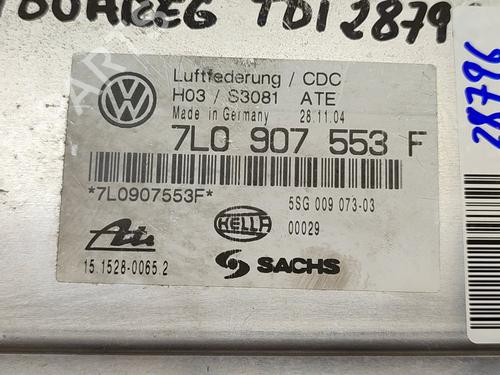 TOUAREG TDI 2879
28796
Luftfederung / CDC
H03 / S3081 ATE
Made in Germany 28.11.04
7L0 907 553 F
*7L0907553F*
5SG 009 073-03
HELLA
00029
Ate
15.1528-0065.2
SACHS